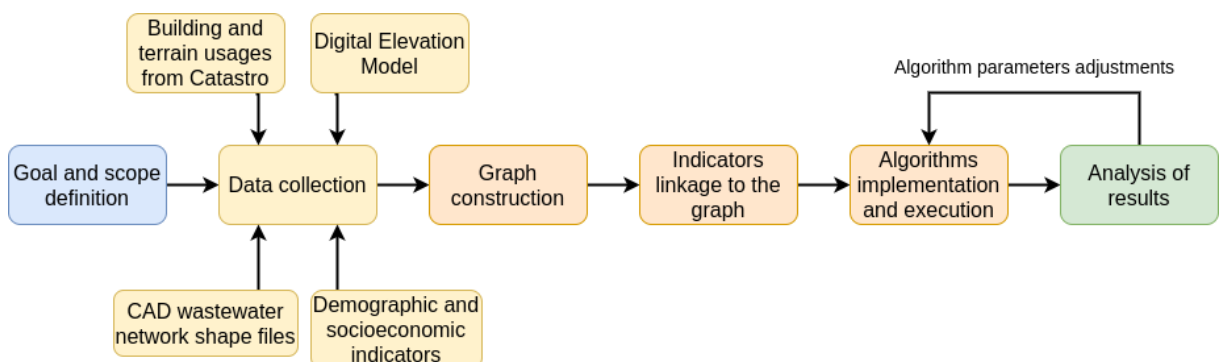 Building and
terrain usages
from Catastro
Digital Elevation
Model
Algorithm parameters adjustments
Goal and scope
definition
Data collection
Graph
construction
Indicators
linkage to the
graph
Algorithms
implementation
and execution
Analysis of
results
CAD wastewater
network shape files
Demographic and
socioeconomic
indicators